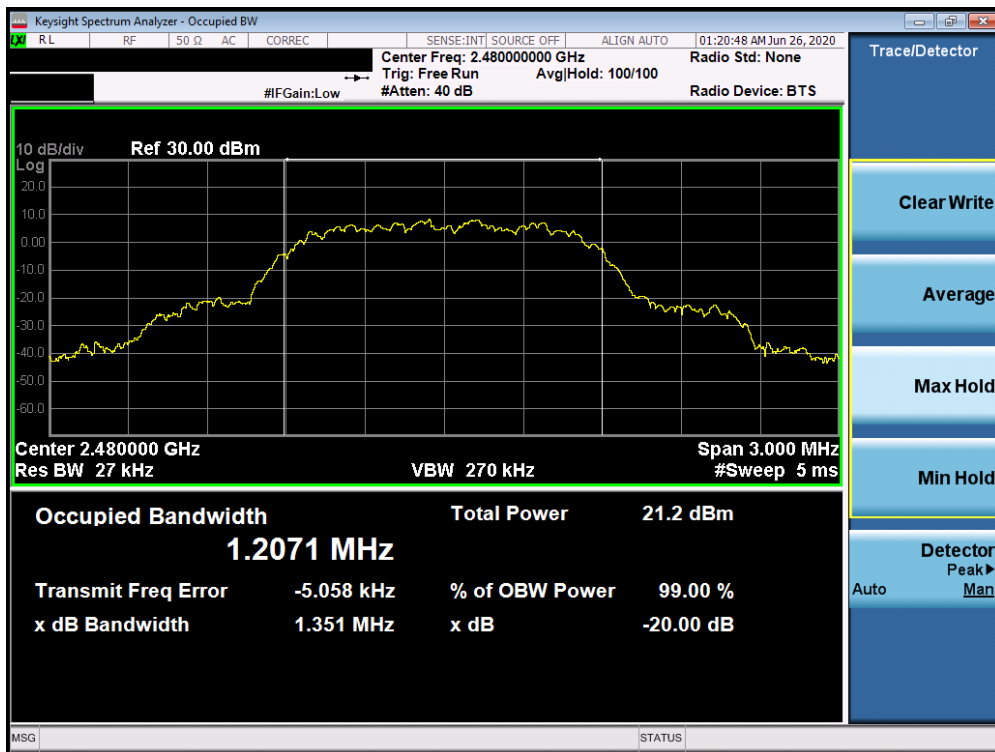 Keysight Spectrum Analyzer - Occupied BW
LXI RL RF 50 Ω AC CORREC SENSE:INT SOURCE OFF ALIGN AUTO 01:20:48 AM Jun 26, 2020
Center Freq: 2.480000000 GHz Radio Std: None
Trig: Free Run Avg|Hold: 100/100
#IFGain:Low #Atten: 40 dB Radio Device: BTS
Trace/Detector
10 dB/div Ref 30.00 dBm
Log
20.0
10.0
0.00
-10.0
-20.0
-30.0
-40.0
-50.0
-60.0
Center 2.480000 GHz Span 3.000 MHz
Res BW 27 kHz VBW 270 kHz #Sweep 5 ms
Occupied Bandwidth Total Power 21.2 dBm
1.2071 MHz
Transmit Freq Error -5.058 kHz % of OBW Power 99.00 %
x dB Bandwidth 1.351 MHz x dB -20.00 dB
Clear Write
Average
Max Hold
Min Hold
Detector
Peak
Auto Man
MSG STATUS